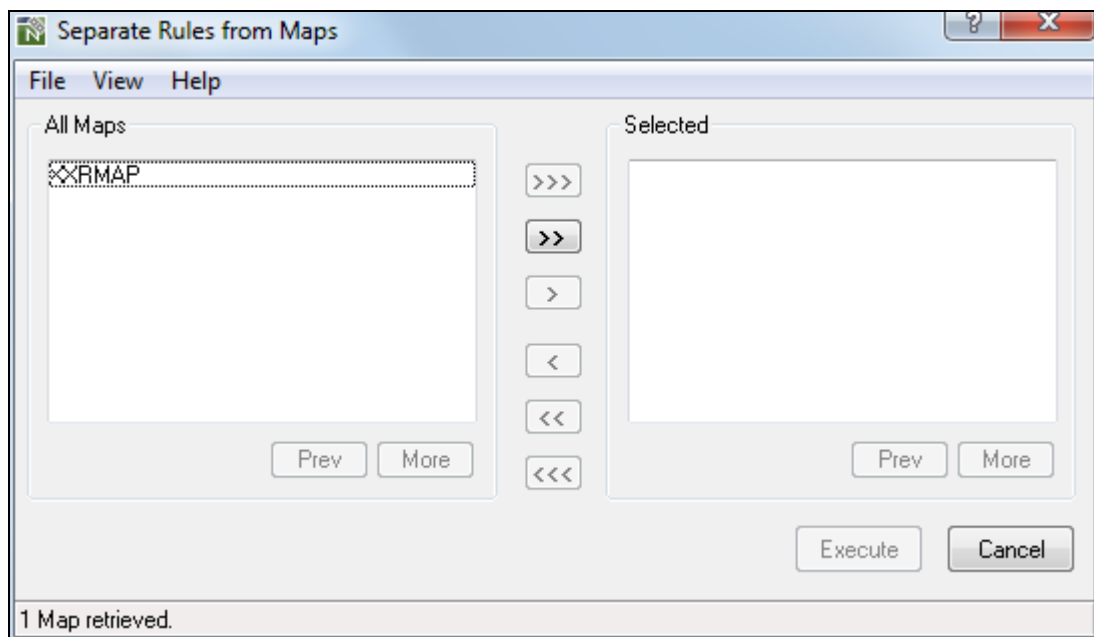 Separate Rules from Maps
File View Help
All Maps
XXRMAP
>>>
>>
>
<
<<
<<<
Prev More
Selected
Prev More
Execute Cancel
1 Map retrieved.